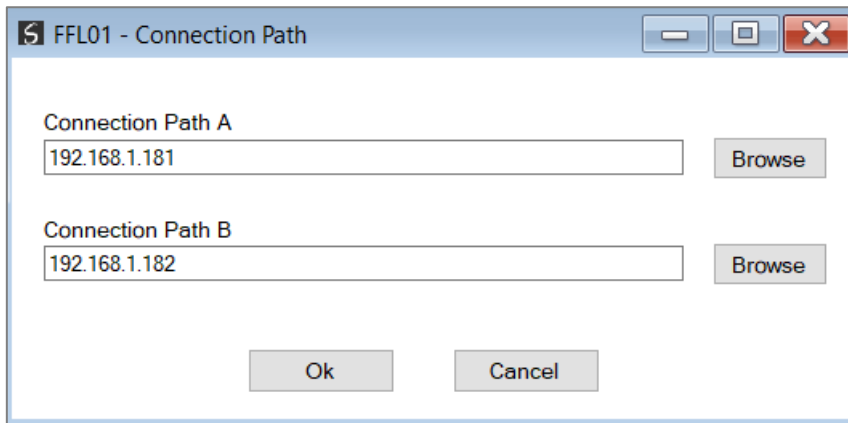 FFL01 - Connection Path
Connection Path A
192.168.1.181
Browse
Connection Path B
192.168.1.182
Browse
Ok
Cancel